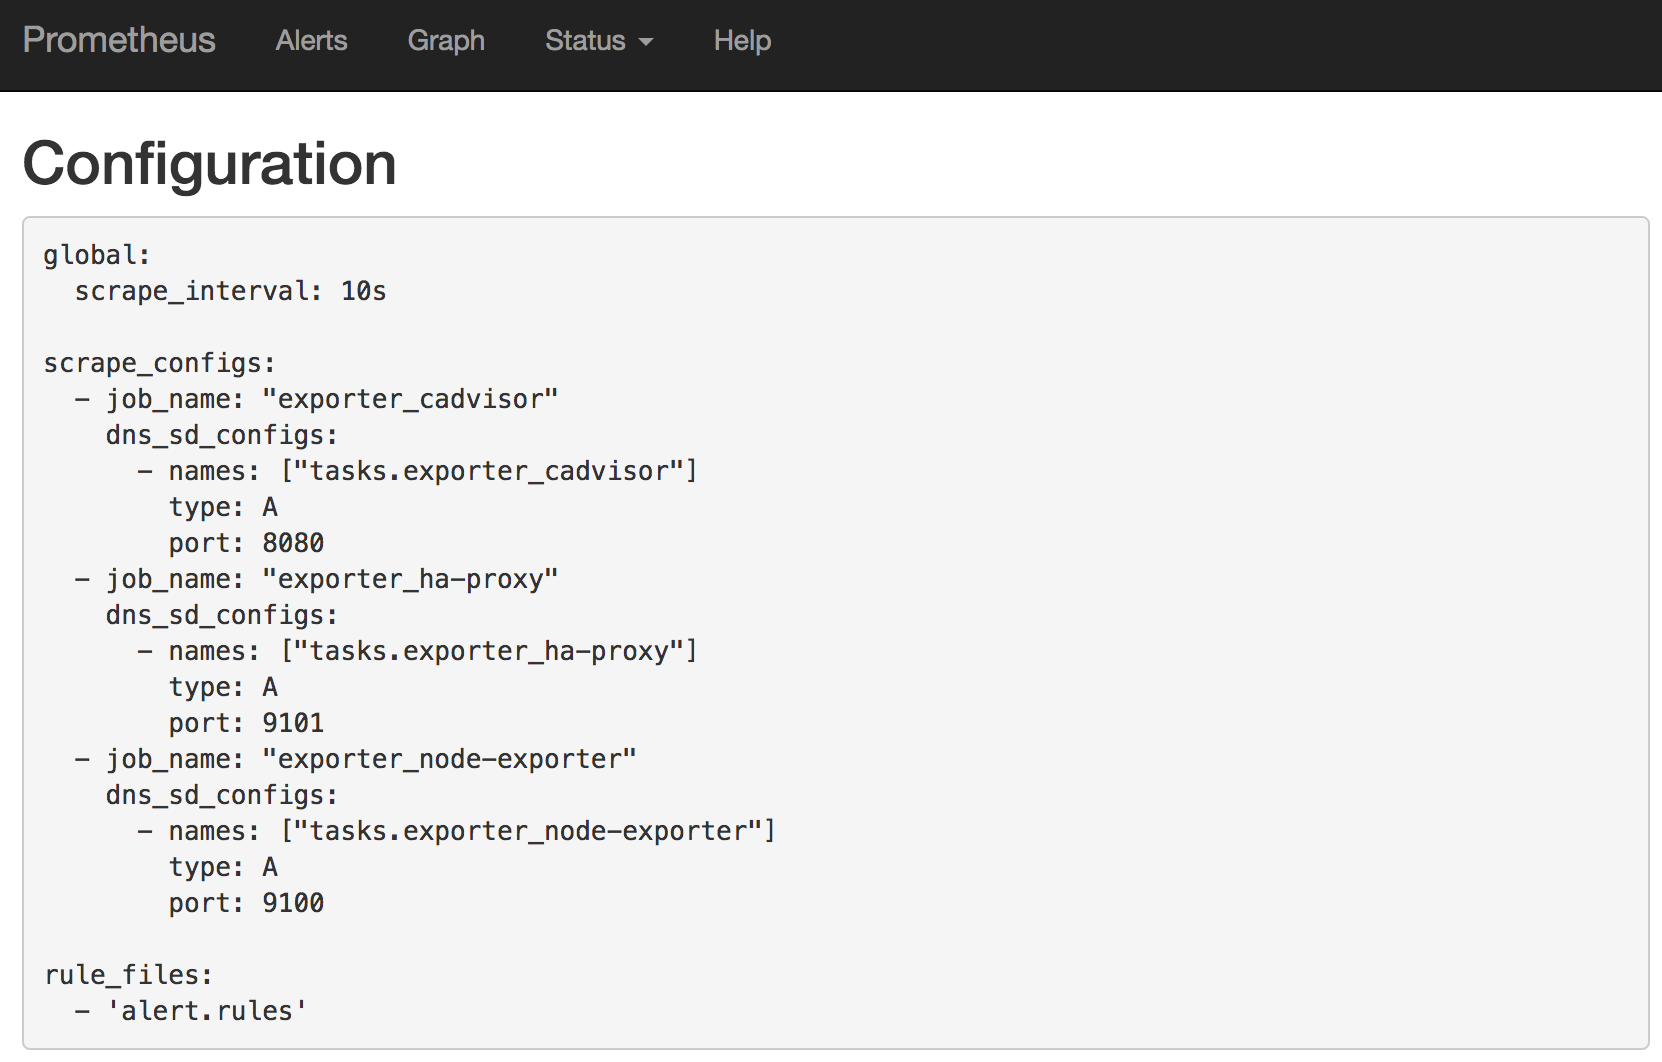 Prometheus Alerts Graph Status Help
Configuration
global:
  scrape_interval: 10s

scrape_configs:
  - job_name: "exporter_cadvisor"
    dns_sd_configs:
      - names: ["tasks.exporter_cadvisor"]
        type: A
        port: 8080
  - job_name: "exporter_ha-proxy"
    dns_sd_configs:
      - names: ["tasks.exporter_ha-proxy"]
        type: A
        port: 9101
  - job_name: "exporter_node-exporter"
    dns_sd_configs:
      - names: ["tasks.exporter_node-exporter"]
        type: A
        port: 9100

rule_files:
  - 'alert.rules'